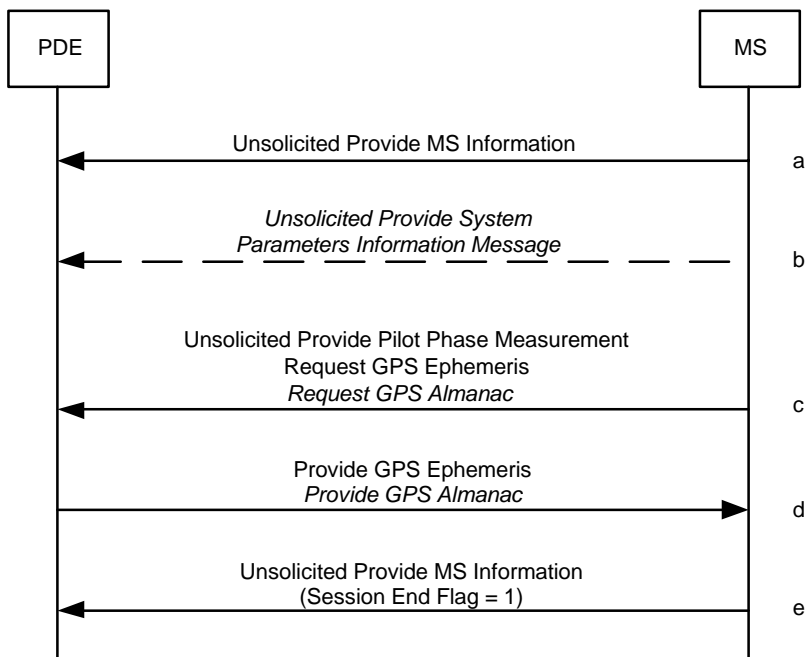 PDE
MS
Unsolicited Provide MS Information
a
Unsolicited Provide System
Parameters Information Message
b
Unsolicited Provide Pilot Phase Measurement
Request GPS Ephemeris
Request GPS Almanac
c
Provide GPS Ephemeris
Provide GPS Almanac
d
Unsolicited Provide MS Information
(Session End Flag = 1)
e